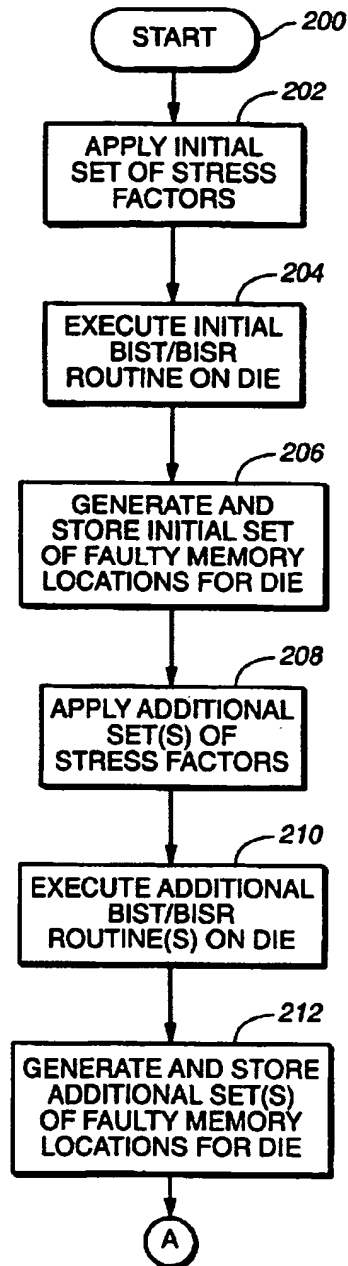 START
200
202
APPLY INITIAL
SET OF STRESS
FACTORS
204
EXECUTE INITIAL
BIST/BISR
ROUTINE ON DIE
206
GENERATE AND
STORE INITIAL SET
OF FAULTY MEMORY
LOCATIONS FOR DIE
208
APPLY ADDITIONAL
SET(S) OF
STRESS FACTORS
210
EXECUTE ADDITIONAL
BIST/BISR
ROUTINE(S) ON DIE
212
GENERATE AND STORE
ADDITIONAL SET(S)
OF FAULTY MEMORY
LOCATIONS FOR DIE
A